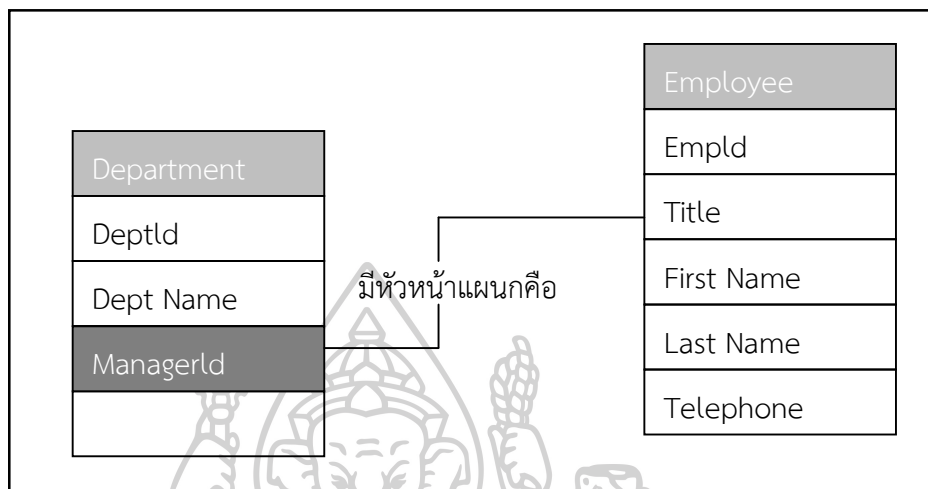 Department
DeptId
Dept Name
ManagerId
มีหัวหน้าแผนกคือ
Employee
EmpId
Title
First Name
Last Name
Telephone